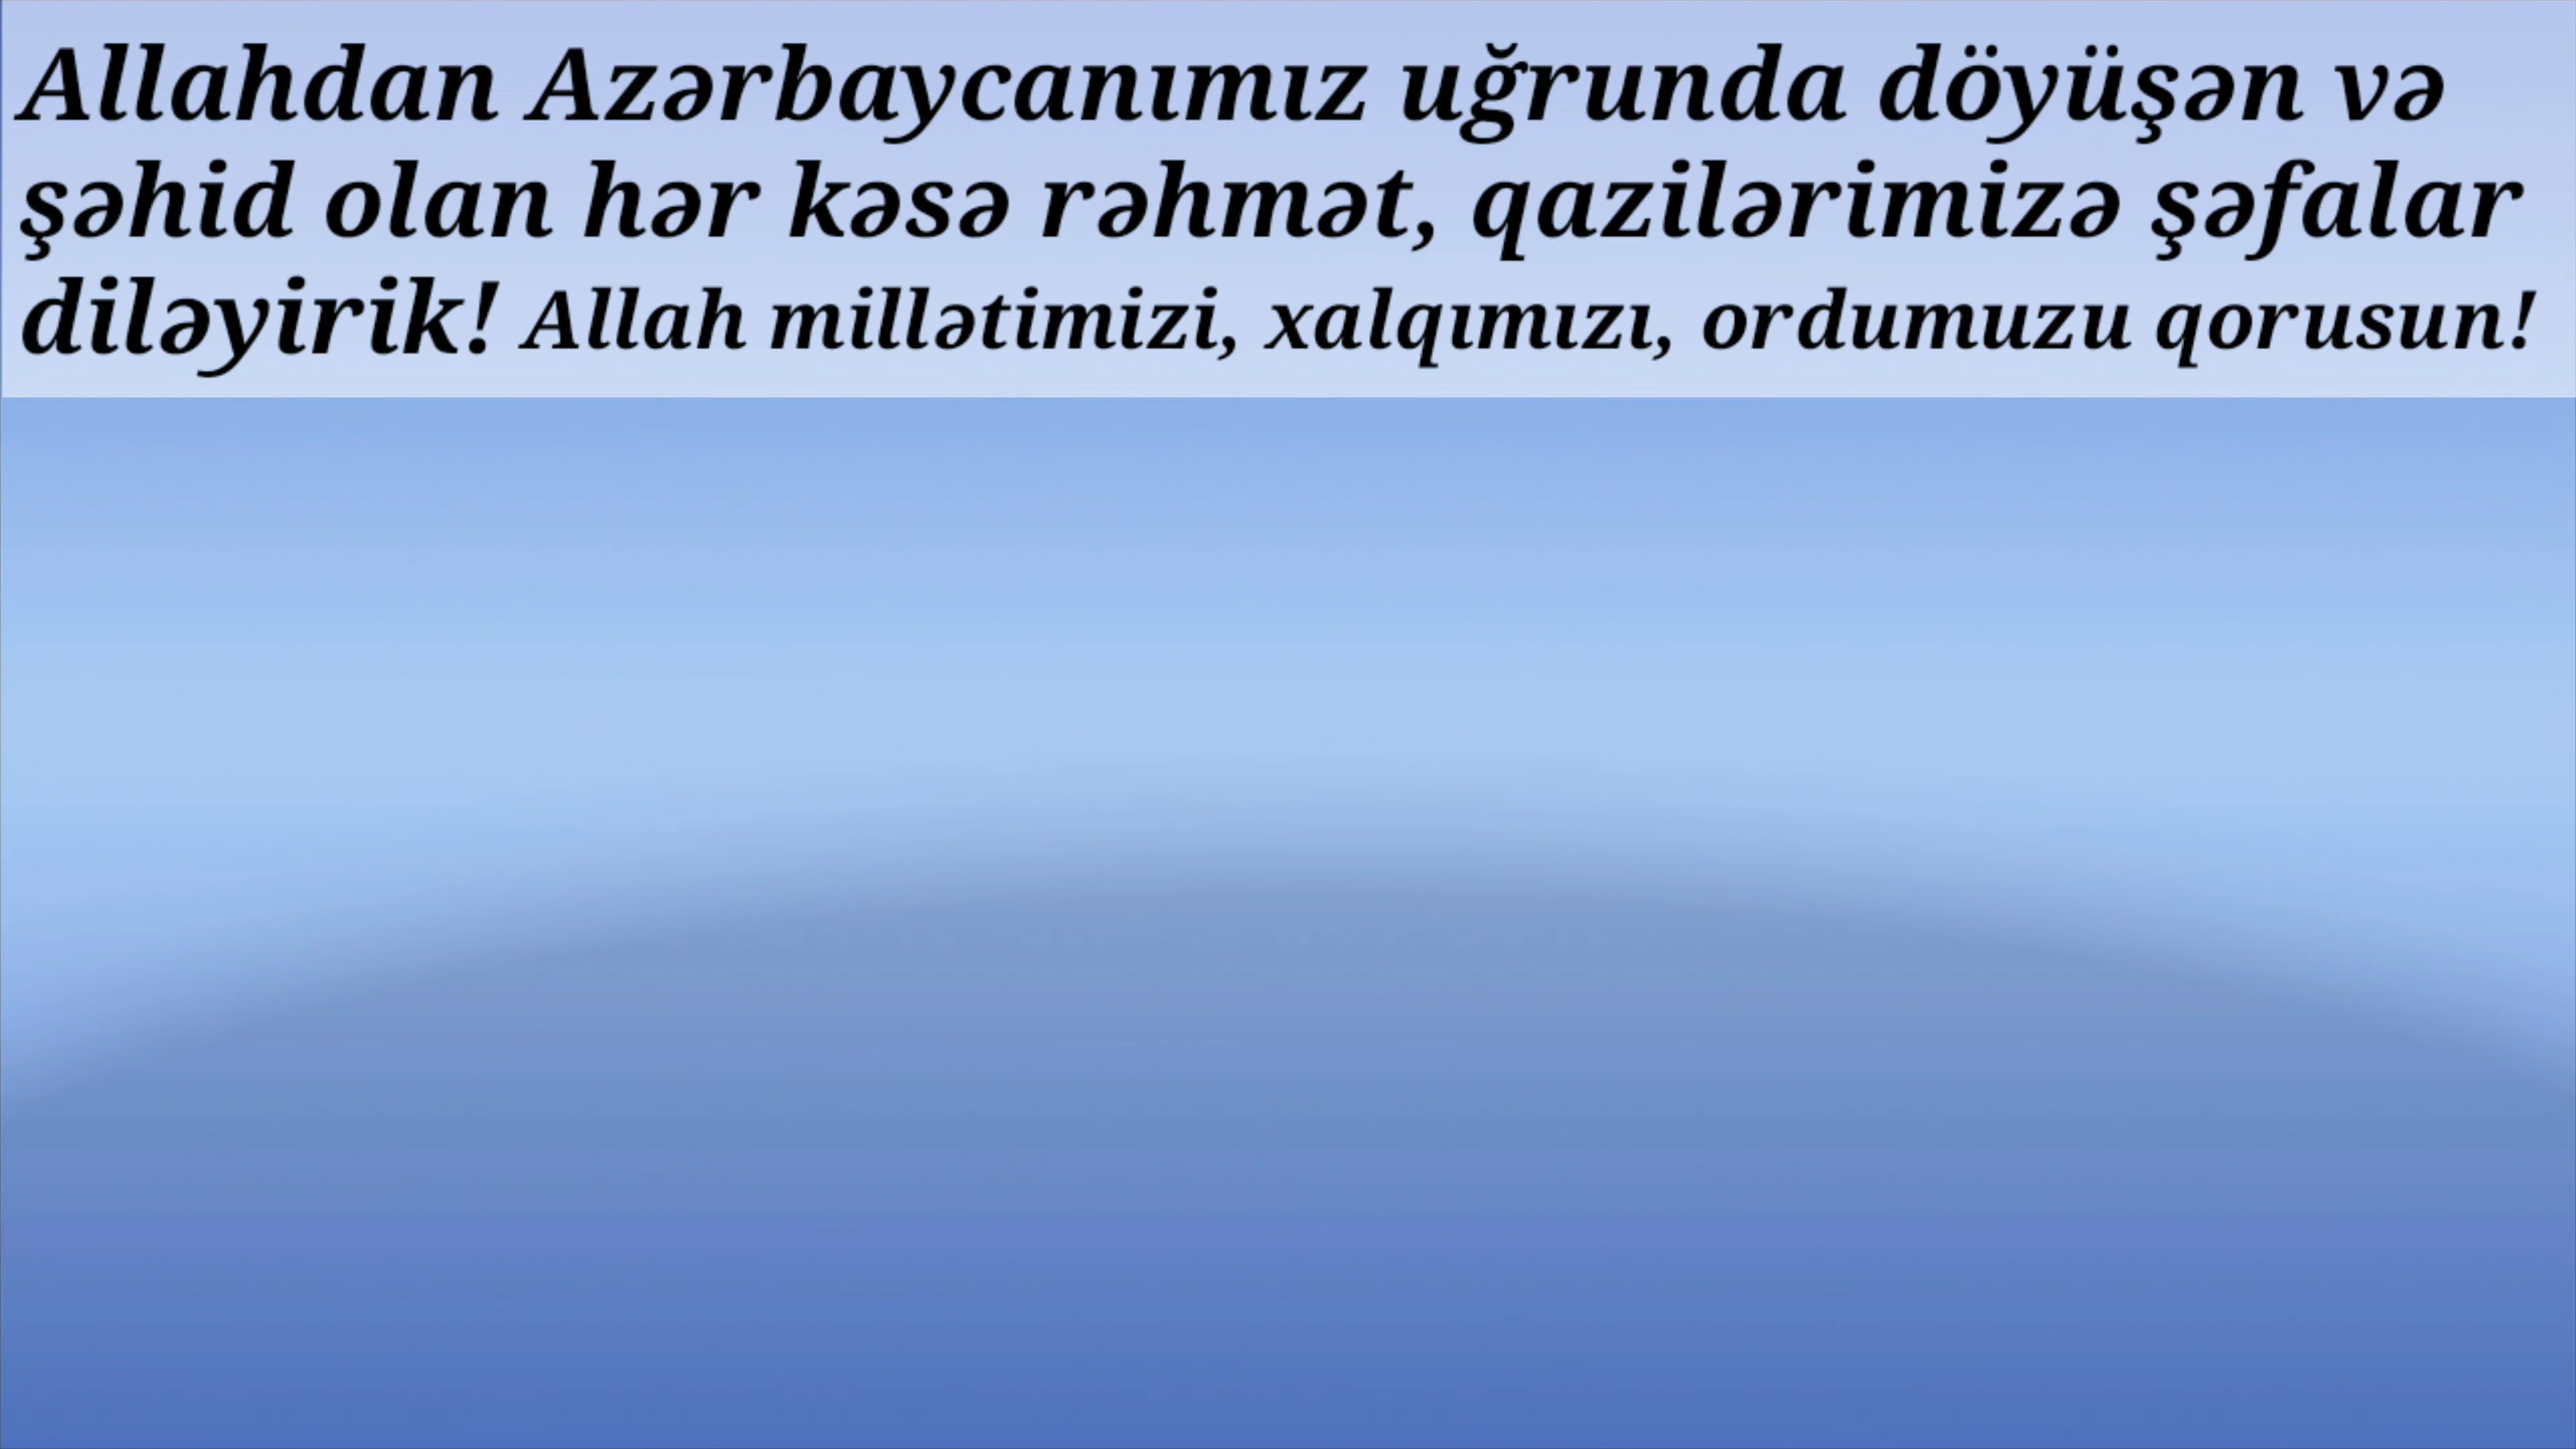 Allahdan Azərbaycanımız uğrunda döyüşən və
şəhid olan hər kəsə rəhmət, qazilərimizə şəfalar
diləyirik! Allah millətimizi, xalqımızı, ordumuzu qorusun!